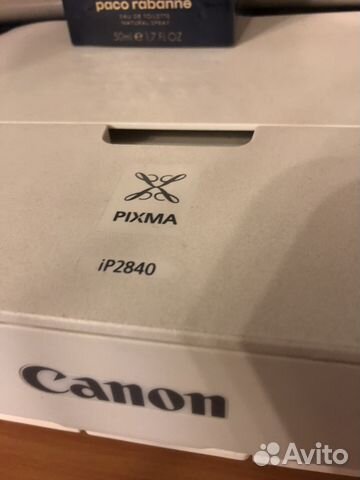 paco rabanne
EAU DE TOILETTE
NATURAL SPRAY
50ml e 1.7 FL OZ
PIXMA
iP2840
Canon
Avito